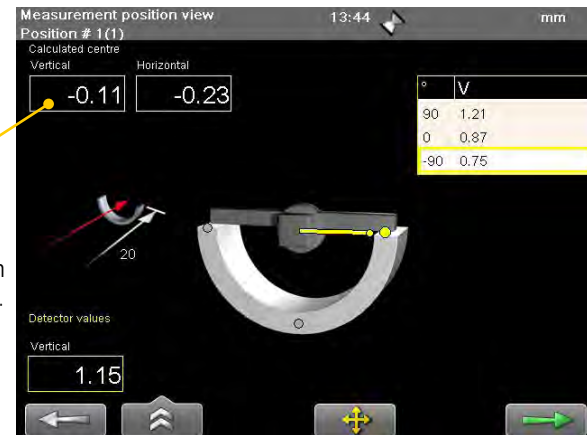 Measurement position view 13:44 mm
Position # 1(1)
Calculated centre
Vertical Horizontal
-0.11 -0.23
° V
90 1.21
0 0.87
-90 0.75
20
Detector values
Vertical
1.15